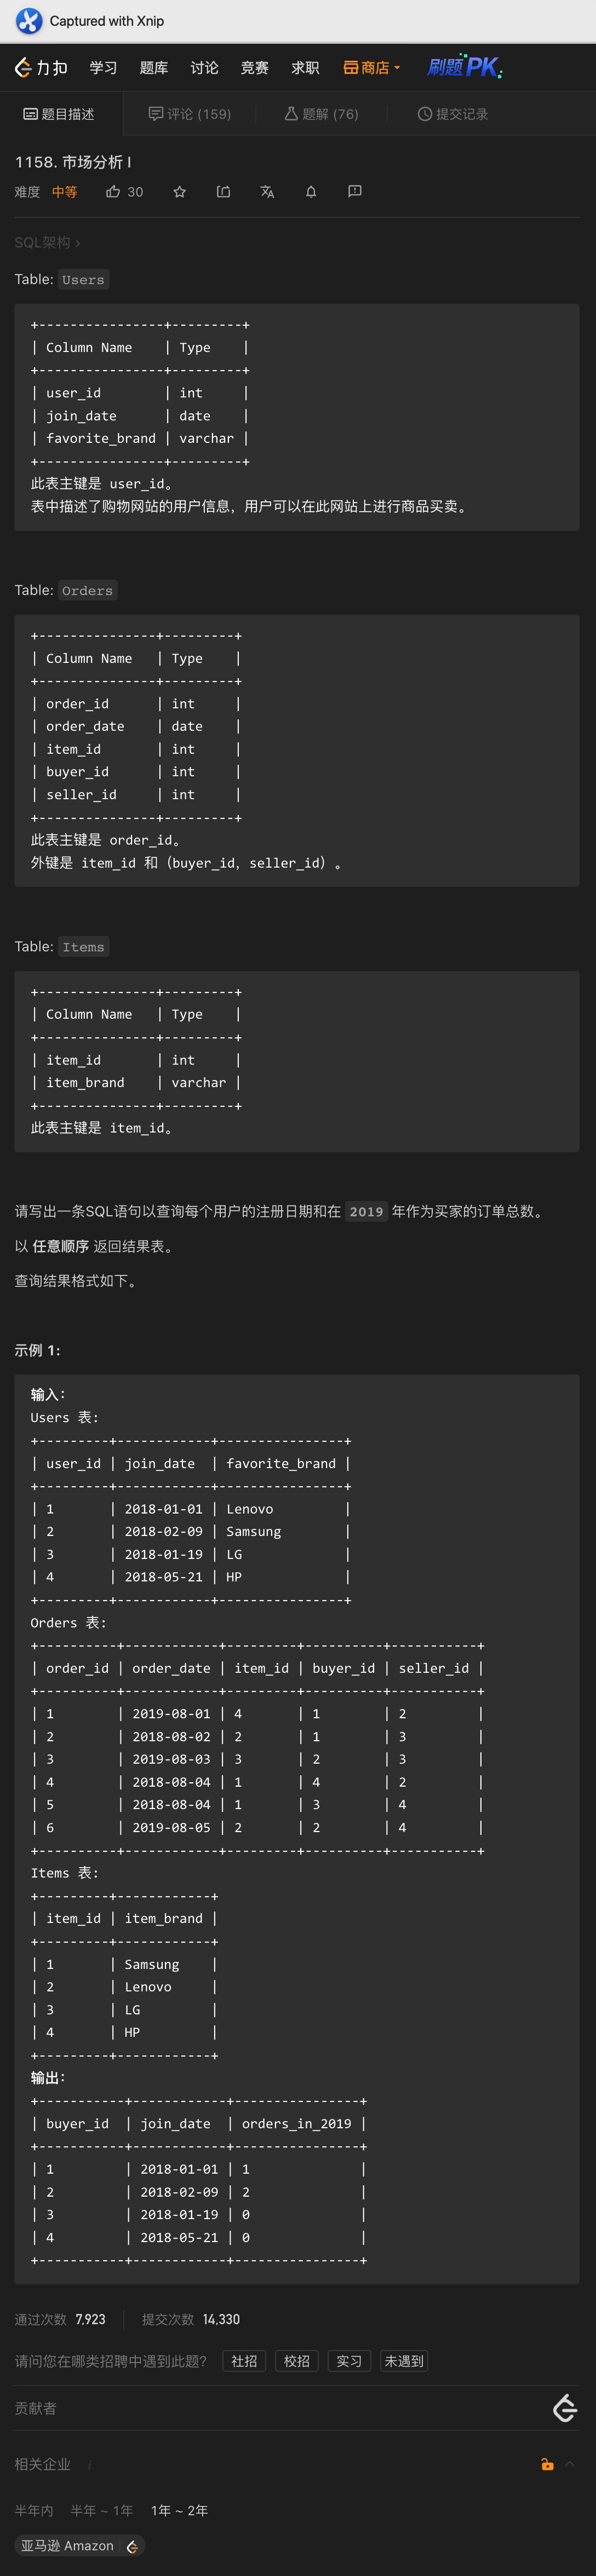 Captured with Xnip
力扣 学习 题库 讨论 竞赛 求职 商店 刷题PK
题目描述 评论 (159) 题解 (76) 提交记录
1158. 市场分析 I
难度 中等 30
SQL架构 ›
Table: Users
+----------------+---------+
| Column Name    | Type    |
+----------------+---------+
| user_id        | int     |
| join_date      | date    |
| favorite_brand | varchar |
+----------------+---------+
此表主键是 user_id。
表中描述了购物网站的用户信息，用户可以在此网站上进行商品买卖。
Table: Orders
+---------------+---------+
| Column Name   | Type    |
+---------------+---------+
| order_id      | int     |
| order_date    | date    |
| item_id       | int     |
| buyer_id      | int     |
| seller_id     | int     |
+---------------+---------+
此表主键是 order_id。
外键是 item_id 和（buyer_id，seller_id）。
Table: Items
+---------------+---------+
| Column Name   | Type    |
+---------------+---------+
| item_id       | int     |
| item_brand    | varchar |
+---------------+---------+
此表主键是 item_id。
请写出一条SQL语句以查询每个用户的注册日期和在 2019 年作为买家的订单总数。
以 任意顺序 返回结果表。
查询结果格式如下。
示例 1:
输入：
Users 表:
+---------+------------+----------------+
| user_id | join_date  | favorite_brand |
+---------+------------+----------------+
| 1       | 2018-01-01 | Lenovo         |
| 2       | 2018-02-09 | Samsung        |
| 3       | 2018-01-19 | LG             |
| 4       | 2018-05-21 | HP             |
+---------+------------+----------------+
Orders 表:
+----------+------------+---------+----------+-----------+
| order_id | order_date | item_id | buyer_id | seller_id |
+----------+------------+---------+----------+-----------+
| 1        | 2019-08-01 | 4       | 1        | 2         |
| 2        | 2018-08-02 | 2       | 1        | 3         |
| 3        | 2019-08-03 | 3       | 2        | 3         |
| 4        | 2018-08-04 | 1       | 4        | 2         |
| 5        | 2018-08-04 | 1       | 3        | 4         |
| 6        | 2019-08-05 | 2       | 2        | 4         |
+----------+------------+---------+----------+-----------+
Items 表:
+---------+------------+
| item_id | item_brand |
+---------+------------+
| 1       | Samsung    |
| 2       | Lenovo     |
| 3       | LG         |
| 4       | HP         |
+---------+------------+
输出：
+-----------+------------+----------------+
| buyer_id  | join_date  | orders_in_2019 |
+-----------+------------+----------------+
| 1         | 2018-01-01 | 1              |
| 2         | 2018-02-09 | 2              |
| 3         | 2018-01-19 | 0              |
| 4         | 2018-05-21 | 0              |
+-----------+------------+----------------+
通过次数 7,923 提交次数 14,330
请问您在哪类招聘中遇到此题？ 社招 校招 实习 未遇到
贡献者
相关企业 i
半年内 半年 ~ 1年 1年 ~ 2年
亚马逊 Amazon